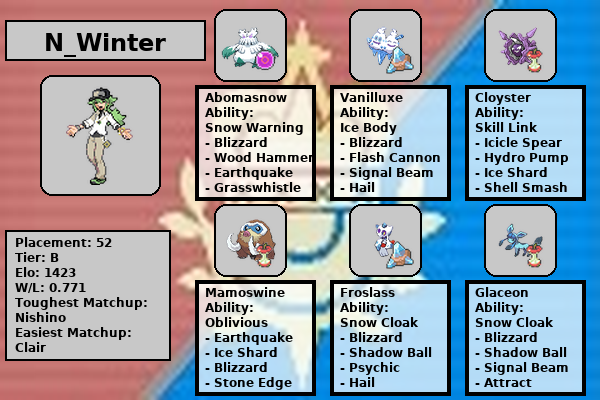 N_Winter
Placement: 52
Tier: B
Elo: 1423
W/L: 0.771
Toughest Matchup:
Nishino
Easiest Matchup:
Clair
Abomasnow
Ability:
Snow Warning
- Blizzard
- Wood Hammer
- Earthquake
- Grasswhistle
Vanilluxe
Ability:
Ice Body
- Blizzard
- Flash Cannon
- Signal Beam
- Hail
Cloyster
Ability:
Skill Link
- Icicle Spear
- Hydro Pump
- Ice Shard
- Shell Smash
Mamoswine
Ability:
Oblivious
- Earthquake
- Ice Shard
- Blizzard
- Stone Edge
Froslass
Ability:
Snow Cloak
- Blizzard
- Shadow Ball
- Psychic
- Hail
Glaceon
Ability:
Snow Cloak
- Blizzard
- Shadow Ball
- Signal Beam
- Attract